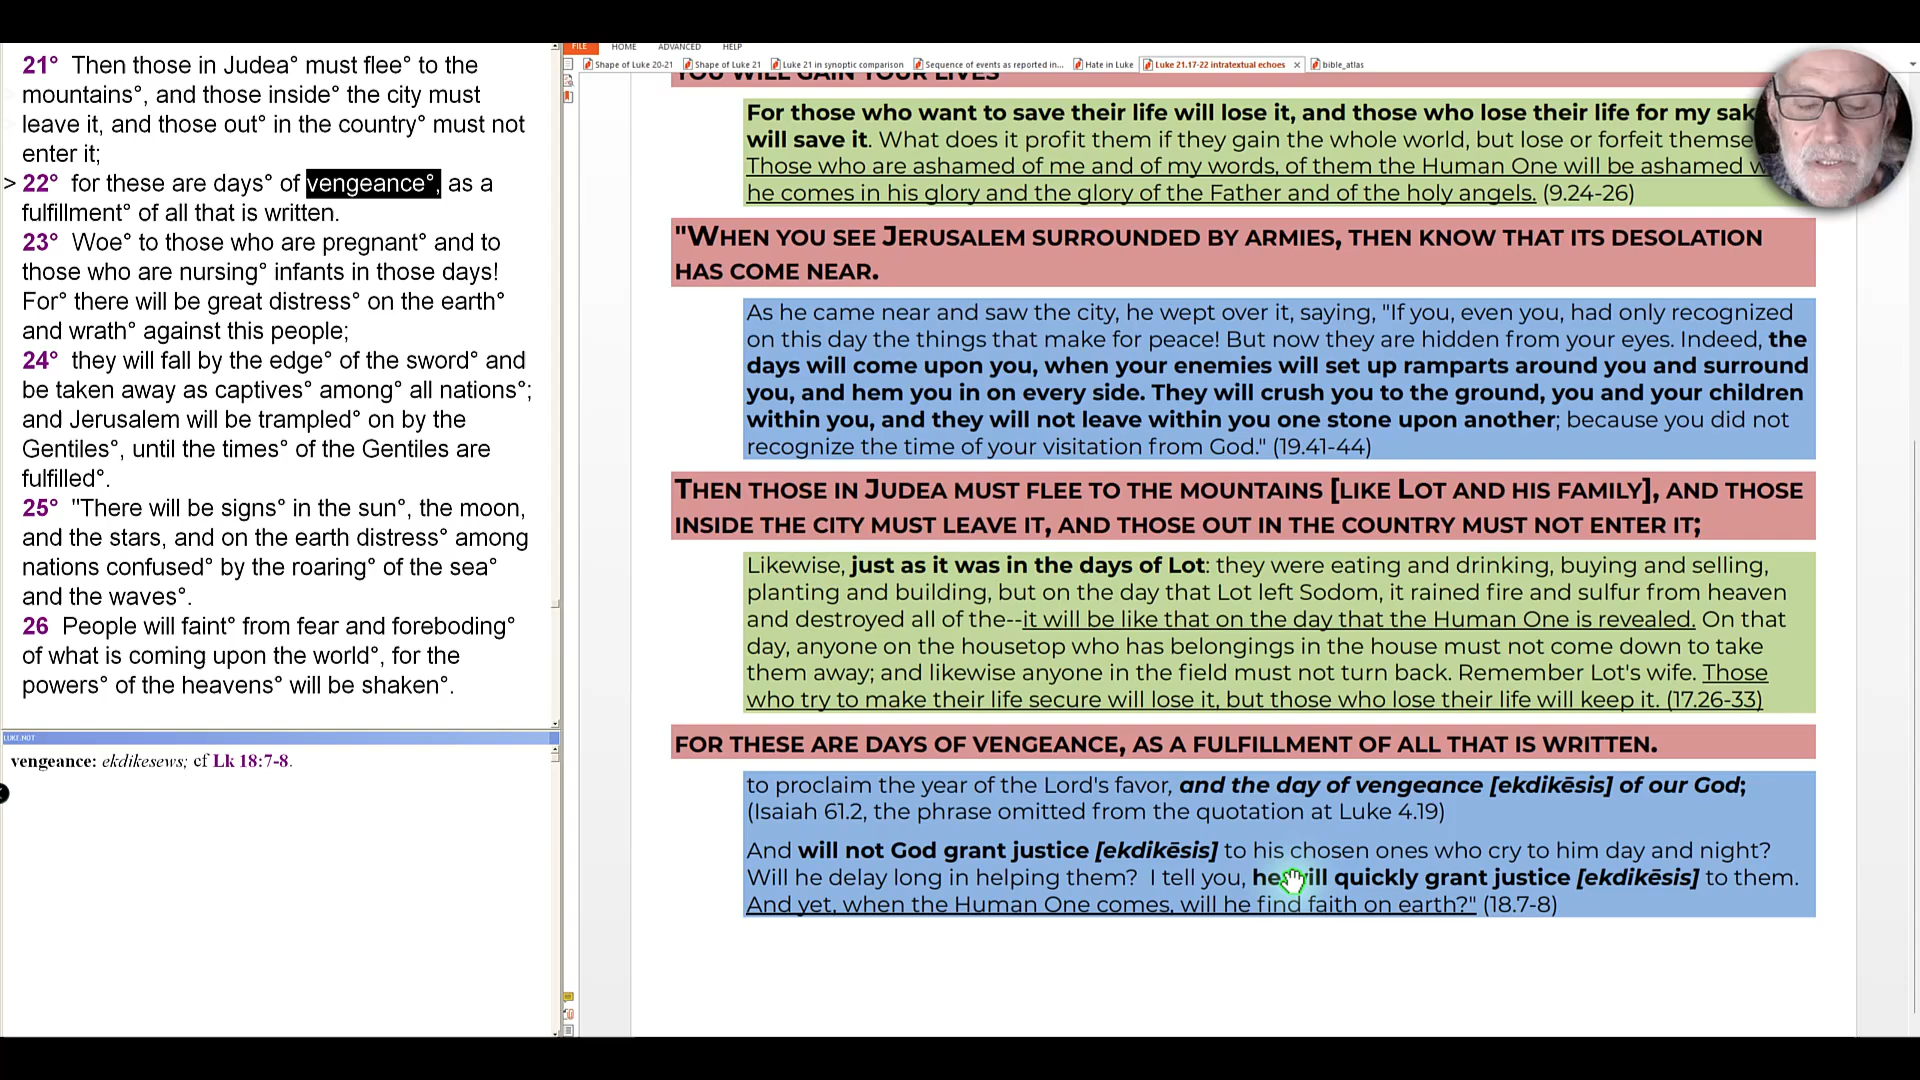 21° Then those in Judea° must flee° to the
mountains°, and those inside° the city must
leave it, and those out° in the country° must not
enter it;
> 22° for these are days° of vengeance°, as a
fulfillment° of all that is written.
23° Woe° to those who are pregnant° and to
those who are nursing° infants in those days!
For° there will be great distress° on the earth°
and wrath° against this people;
24° they will fall by the edge° of the sword° and
be taken away as captives° among° all nations°;
and Jerusalem will be trampled° on by the
Gentiles°, until the times° of the Gentiles are
fulfilled°.
25° "There will be signs° in the sun°, the moon,
and the stars, and on the earth distress° among
nations confused° by the roaring° of the sea°
and the waves°.
26 People will faint° from fear and foreboding°
of what is coming upon the world°, for the
powers° of the heavens° will be shaken°.
LUKE.NOT
vengeance: ekdikesews; cf Lk 18:7-8.
FILE HOME ADVANCED HELP
Shape of Luke 20-21 Shape of Luke 21 Luke 21 in synoptic comparison Sequence of events as reported in... Hate in Luke Luke 21.17-22 intratextual echoes × bible_atlas
YOU WILL GAIN YOUR LIVES
For those who want to save their life will lose it, and those who lose their life for my sak
will save it. What does it profit them if they gain the whole world, but lose or forfeit themse
Those who are ashamed of me and of my words, of them the Human One will be ashamed w
he comes in his glory and the glory of the Father and of the holy angels. (9.24-26)
"WHEN YOU SEE JERUSALEM SURROUNDED BY ARMIES, THEN KNOW THAT ITS DESOLATION
HAS COME NEAR.
As he came near and saw the city, he wept over it, saying, "If you, even you, had only recognized
on this day the things that make for peace! But now they are hidden from your eyes. Indeed, the
days will come upon you, when your enemies will set up ramparts around you and surround
you, and hem you in on every side. They will crush you to the ground, you and your children
within you, and they will not leave within you one stone upon another; because you did not
recognize the time of your visitation from God." (19.41-44)
THEN THOSE IN JUDEA MUST FLEE TO THE MOUNTAINS [LIKE LOT AND HIS FAMILY], AND THOSE
INSIDE THE CITY MUST LEAVE IT, AND THOSE OUT IN THE COUNTRY MUST NOT ENTER IT;
Likewise, just as it was in the days of Lot: they were eating and drinking, buying and selling,
planting and building, but on the day that Lot left Sodom, it rained fire and sulfur from heaven
and destroyed all of the--it will be like that on the day that the Human One is revealed. On that
day, anyone on the housetop who has belongings in the house must not come down to take
them away; and likewise anyone in the field must not turn back. Remember Lot's wife. Those
who try to make their life secure will lose it, but those who lose their life will keep it. (17.26-33)
FOR THESE ARE DAYS OF VENGEANCE, AS A FULFILLMENT OF ALL THAT IS WRITTEN.
to proclaim the year of the Lord's favor, and the day of vengeance [ekdikēsis] of our God;
(Isaiah 61.2, the phrase omitted from the quotation at Luke 4.19)
And will not God grant justice [ekdikēsis] to his chosen ones who cry to him day and night?
Will he delay long in helping them? I tell you, he will quickly grant justice [ekdikēsis] to them.
And yet, when the Human One comes, will he find faith on earth?" (18.7-8)